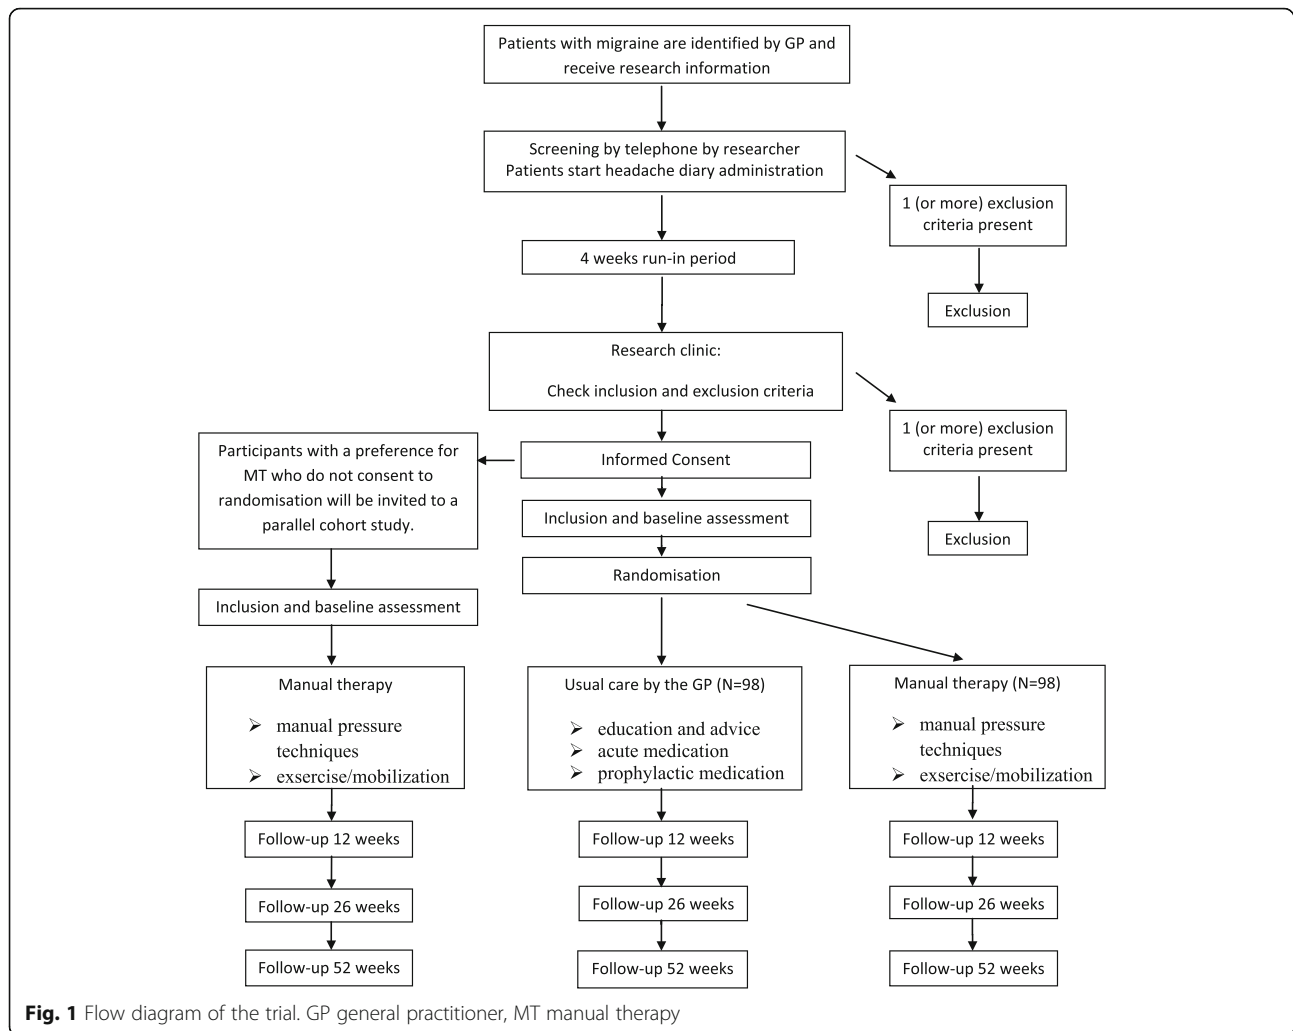 Patients with migraine are identified by GP and
receive research information
Screening by telephone by researcher
Patients start headache diary administration
1 (or more) exclusion
criteria present
4 weeks run-in period
Exclusion
Research clinic:
Check inclusion and exclusion criteria
1 (or more) exclusion
criteria present
Participants with a preference for
MT who do not consent to
randomisation will be invited to a
parallel cohort study.
Informed Consent
Inclusion and baseline assessment
Exclusion
Randomisation
Inclusion and baseline assessment
Manual therapy
➢ manual pressure
techniques
➢ exsercise/mobilization
Usual care by the GP (N=98)
➢ education and advice
➢ acute medication
➢ prophylactic medication
Manual therapy (N=98)
➢ manual pressure
techniques
➢ exsercise/mobilization
Follow-up 12 weeks
Follow-up 12 weeks
Follow-up 12 weeks
Follow-up 26 weeks
Follow-up 26 weeks
Follow-up 26 weeks
Follow-up 52 weeks
Follow-up 52 weeks
Follow-up 52 weeks
Fig. 1 Flow diagram of the trial. GP general practitioner, MT manual therapy